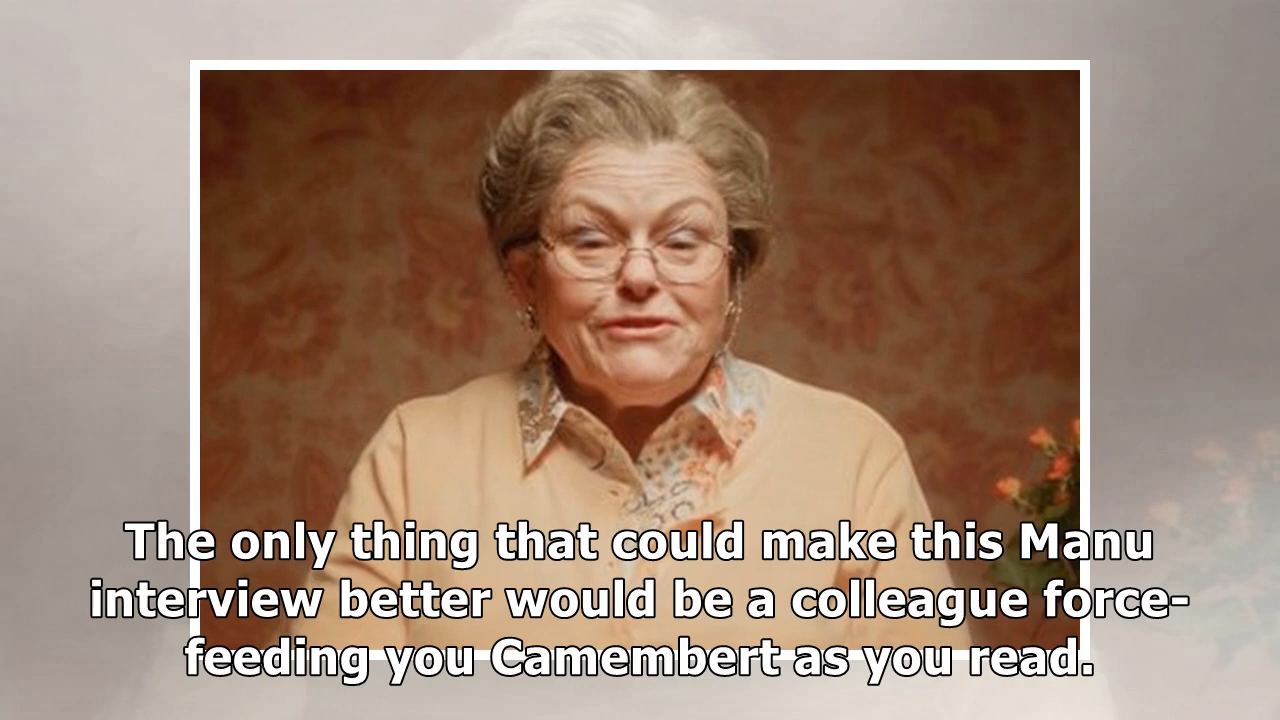 The only thing that could make this Manu
interview better would be a colleague force-
feeding you Camembert as you read.